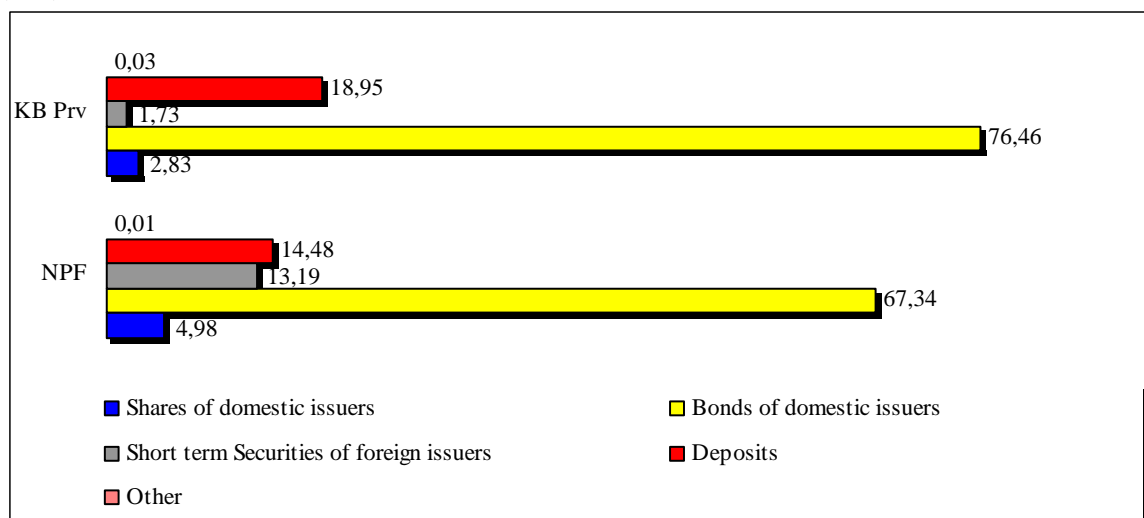 0,03
18,95
KB Prv
1,73
76,46
2,83
0,01
14,48
NPF
13,19
67,34
4,98
Shares of domestic issuers
Bonds of domestic issuers
Short term Securities of foreign issuers
Deposits
Other